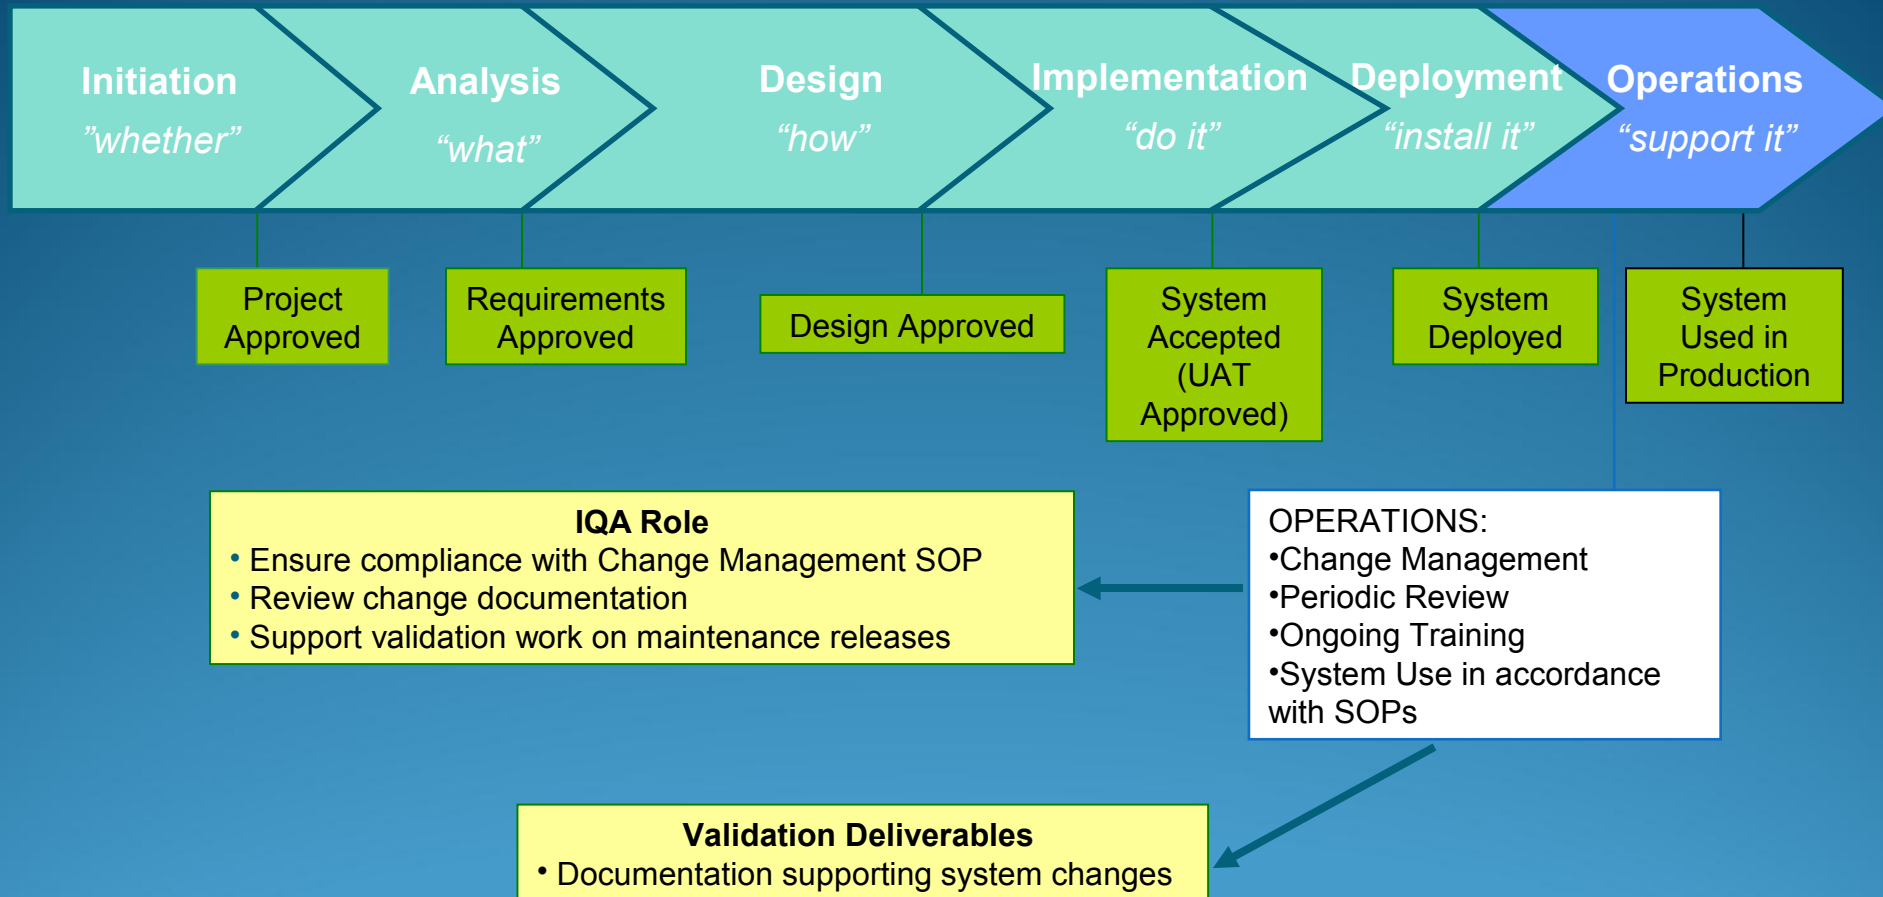 Initiation
”whether”
Analysis
“what”
Design
“how”
Implementation
“do it”
Deployment
“install it”
Operations
“support it”
Project
Approved
Requirements
Approved
Design Approved
System
Accepted
(UAT
Approved)
System
Deployed
System
Used in
Production
IQA Role
• Ensure compliance with Change Management SOP
• Review change documentation
• Support validation work on maintenance releases
OPERATIONS:
•Change Management
•Periodic Review
•Ongoing Training
•System Use in accordance
with SOPs
Validation Deliverables
• Documentation supporting system changes